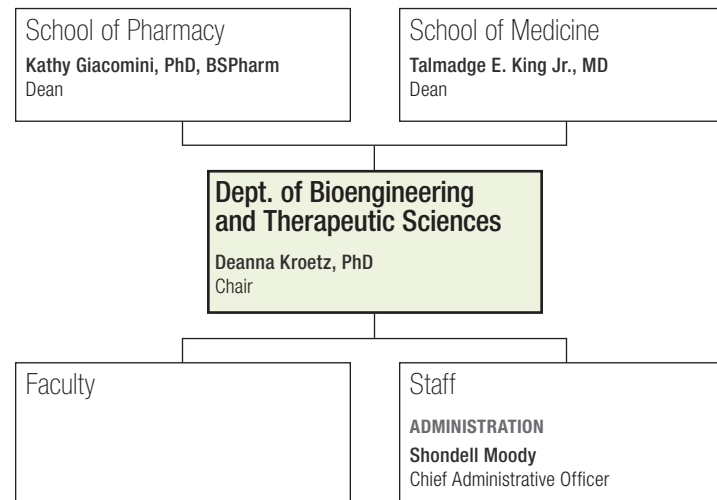 School of Pharmacy
Kathy Giacomini, PhD, BSPharm
Dean
School of Medicine
Talmadge E. King Jr., MD
Dean
Dept. of Bioengineering
and Therapeutic Sciences
Deanna Kroetz, PhD
Chair
Faculty
Staff
ADMINISTRATION
Shondell Moody
Chief Administrative Officer